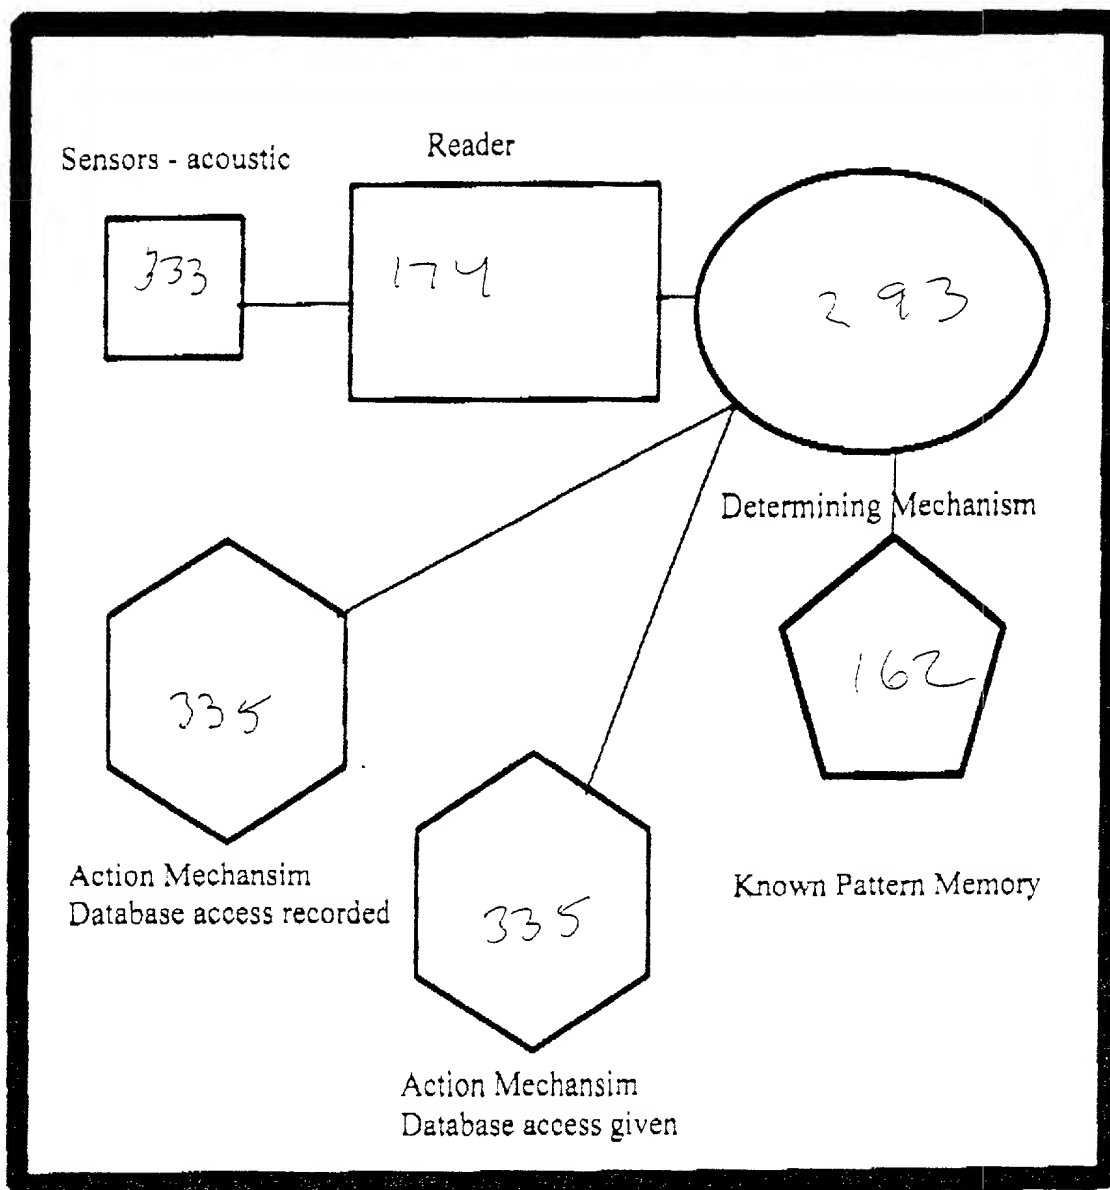 Sensors - acoustic
Reader
333
174
293
Determining Mechanism
335
162
Action Mechansim
Database access recorded
335
Known Pattern Memory
Action Mechansim
Database access given